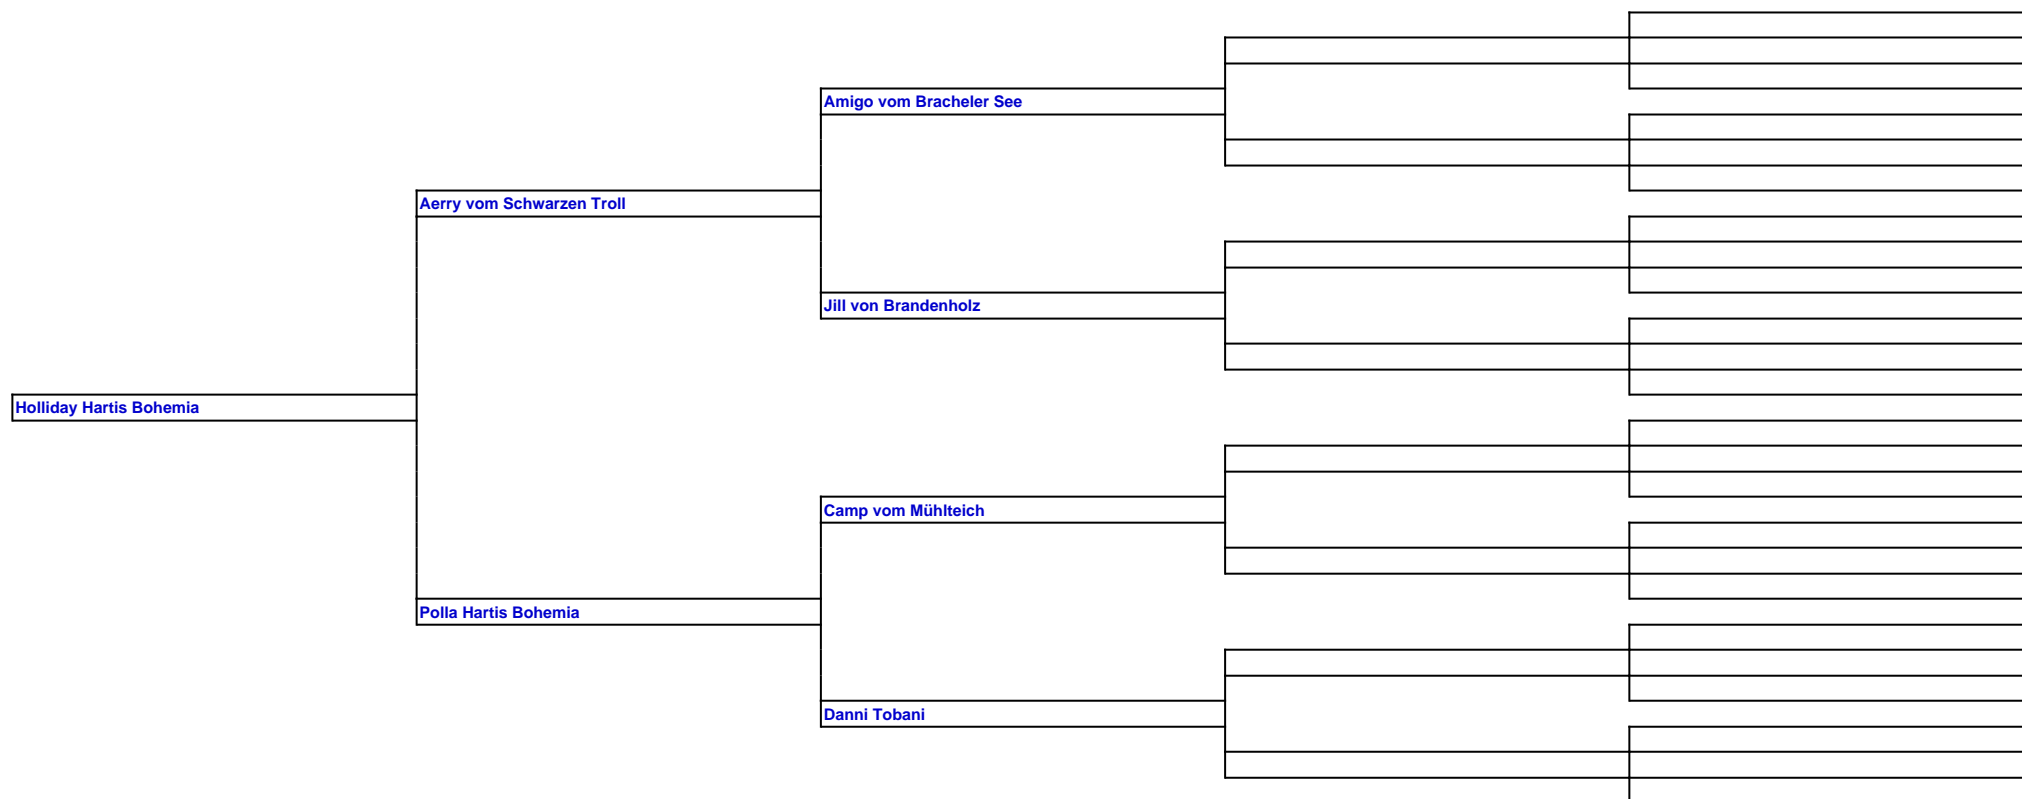 Amigo vom Bracheler See
Aerry vom Schwarzen Troll
Jill von Brandenholz
Holliday Hartis Bohemia
Camp vom Mühlteich
Polla Hartis Bohemia
Danni Tobani